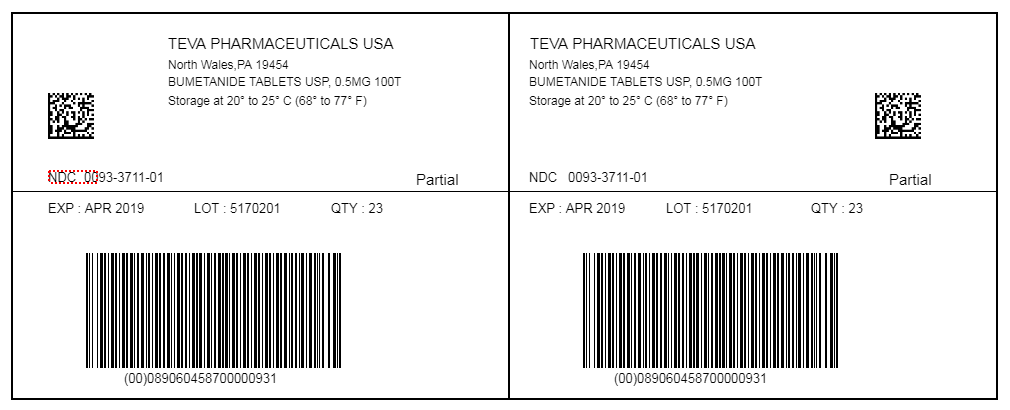 TEVA PHARMACEUTICALS USA
North Wales,PA 19454
BUMETANIDE TABLETS USP, 0.5MG 100T
Storage at 20° to 25° C (68° to 77° F)
NDC 0093-3711-01
Partial
EXP : APR 2019 LOT : 5170201 QTY : 23
(00)089060458700000931
TEVA PHARMACEUTICALS USA
North Wales,PA 19454
BUMETANIDE TABLETS USP, 0.5MG 100T
Storage at 20° to 25° C (68° to 77° F)
NDC 0093-3711-01
Partial
EXP : APR 2019 LOT : 5170201 QTY : 23
(00)089060458700000931